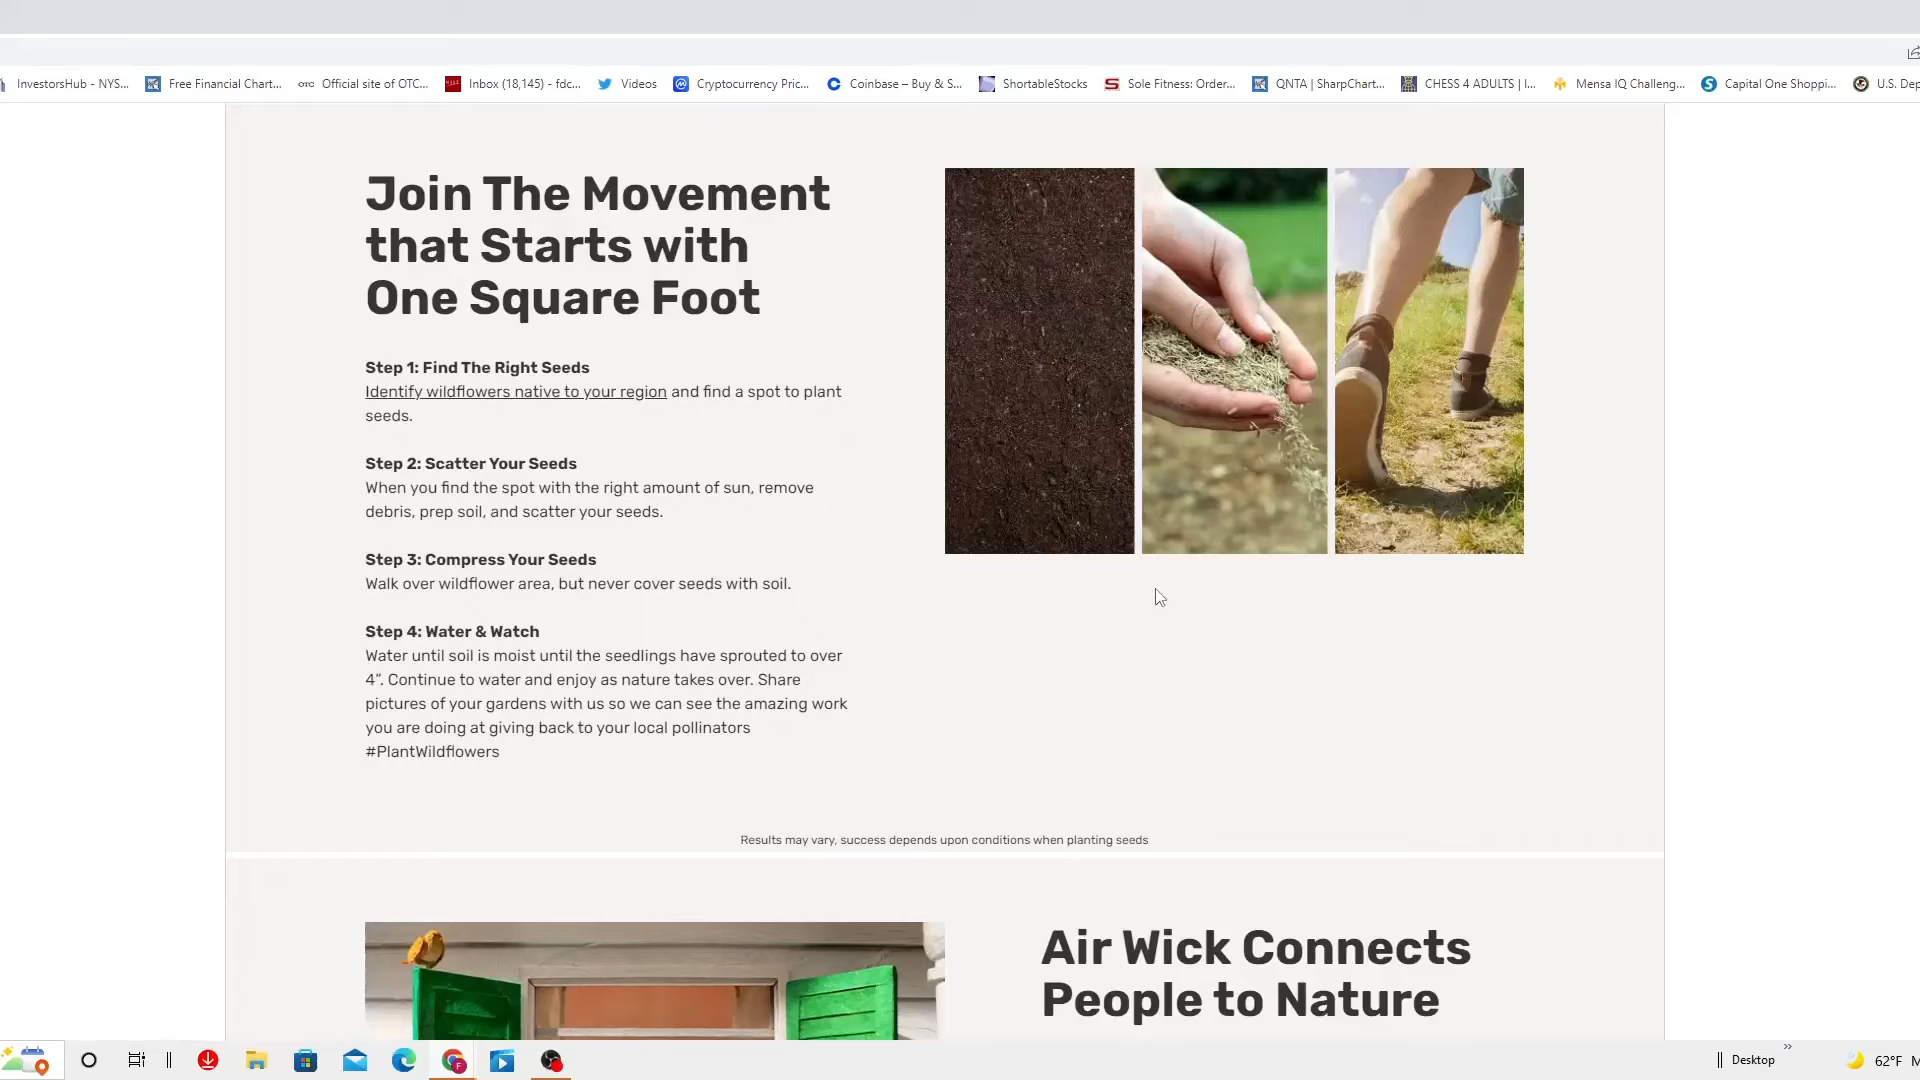 InvestorsHub - NYS... Free Financial Chart... OTC Official site of OTC... Inbox (18,145) - fdc... Videos Cryptocurrency Pric... Coinbase – Buy & S... ShortableStocks S Sole Fitness: Order... QNTA | SharpChart... CHESS 4 ADULTS | I... Mensa IQ Challeng... S Capital One Shoppi... U.S. Dep
Join The Movement
that Starts with
One Square Foot
Step 1: Find The Right Seeds
Identify wildflowers native to your region and find a spot to plant
seeds.
Step 2: Scatter Your Seeds
When you find the spot with the right amount of sun, remove
debris, prep soil, and scatter your seeds.
Step 3: Compress Your Seeds
Walk over wildflower area, but never cover seeds with soil.
Step 4: Water & Watch
Water until soil is moist until the seedlings have sprouted to over
4”. Continue to water and enjoy as nature takes over. Share
pictures of your gardens with us so we can see the amazing work
you are doing at giving back to your local pollinators
#PlantWildflowers
Results may vary, success depends upon conditions when planting seeds
Air Wick Connects
People to Nature
F Desktop » 62°F M